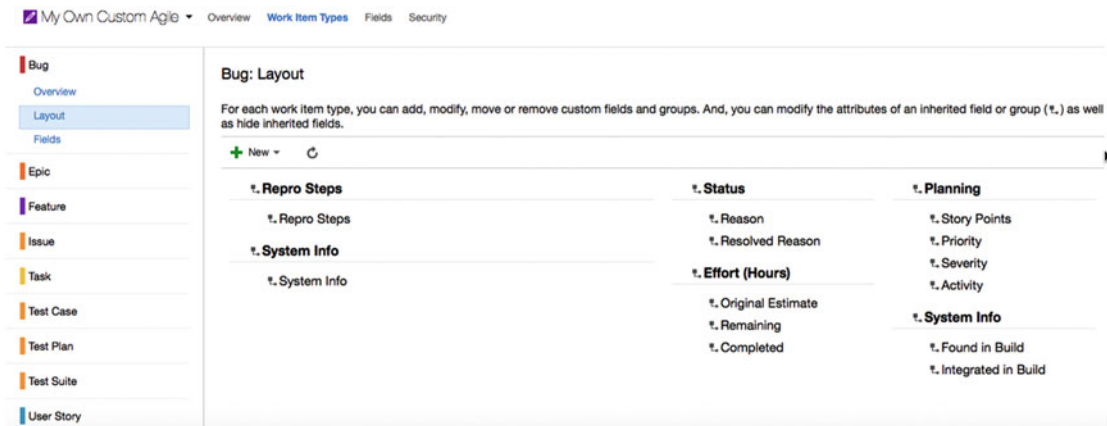 My Own Custom Agile Overview Work Item Types Fields Security
Bug
Overview
Layout
Fields
Epic
Feature
Issue
Task
Test Case
Test Plan
Test Suite
User Story
Bug: Layout
For each work item type, you can add, modify, move or remove custom fields and groups. And, you can modify the attributes of an inherited field or group ( ) as well
as hide inherited fields.
New
Repro Steps
Repro Steps
System Info
System Info
Status
Reason
Resolved Reason
Effort (Hours)
Original Estimate
Remaining
Completed
Planning
Story Points
Priority
Severity
Activity
System Info
Found in Build
Integrated in Build